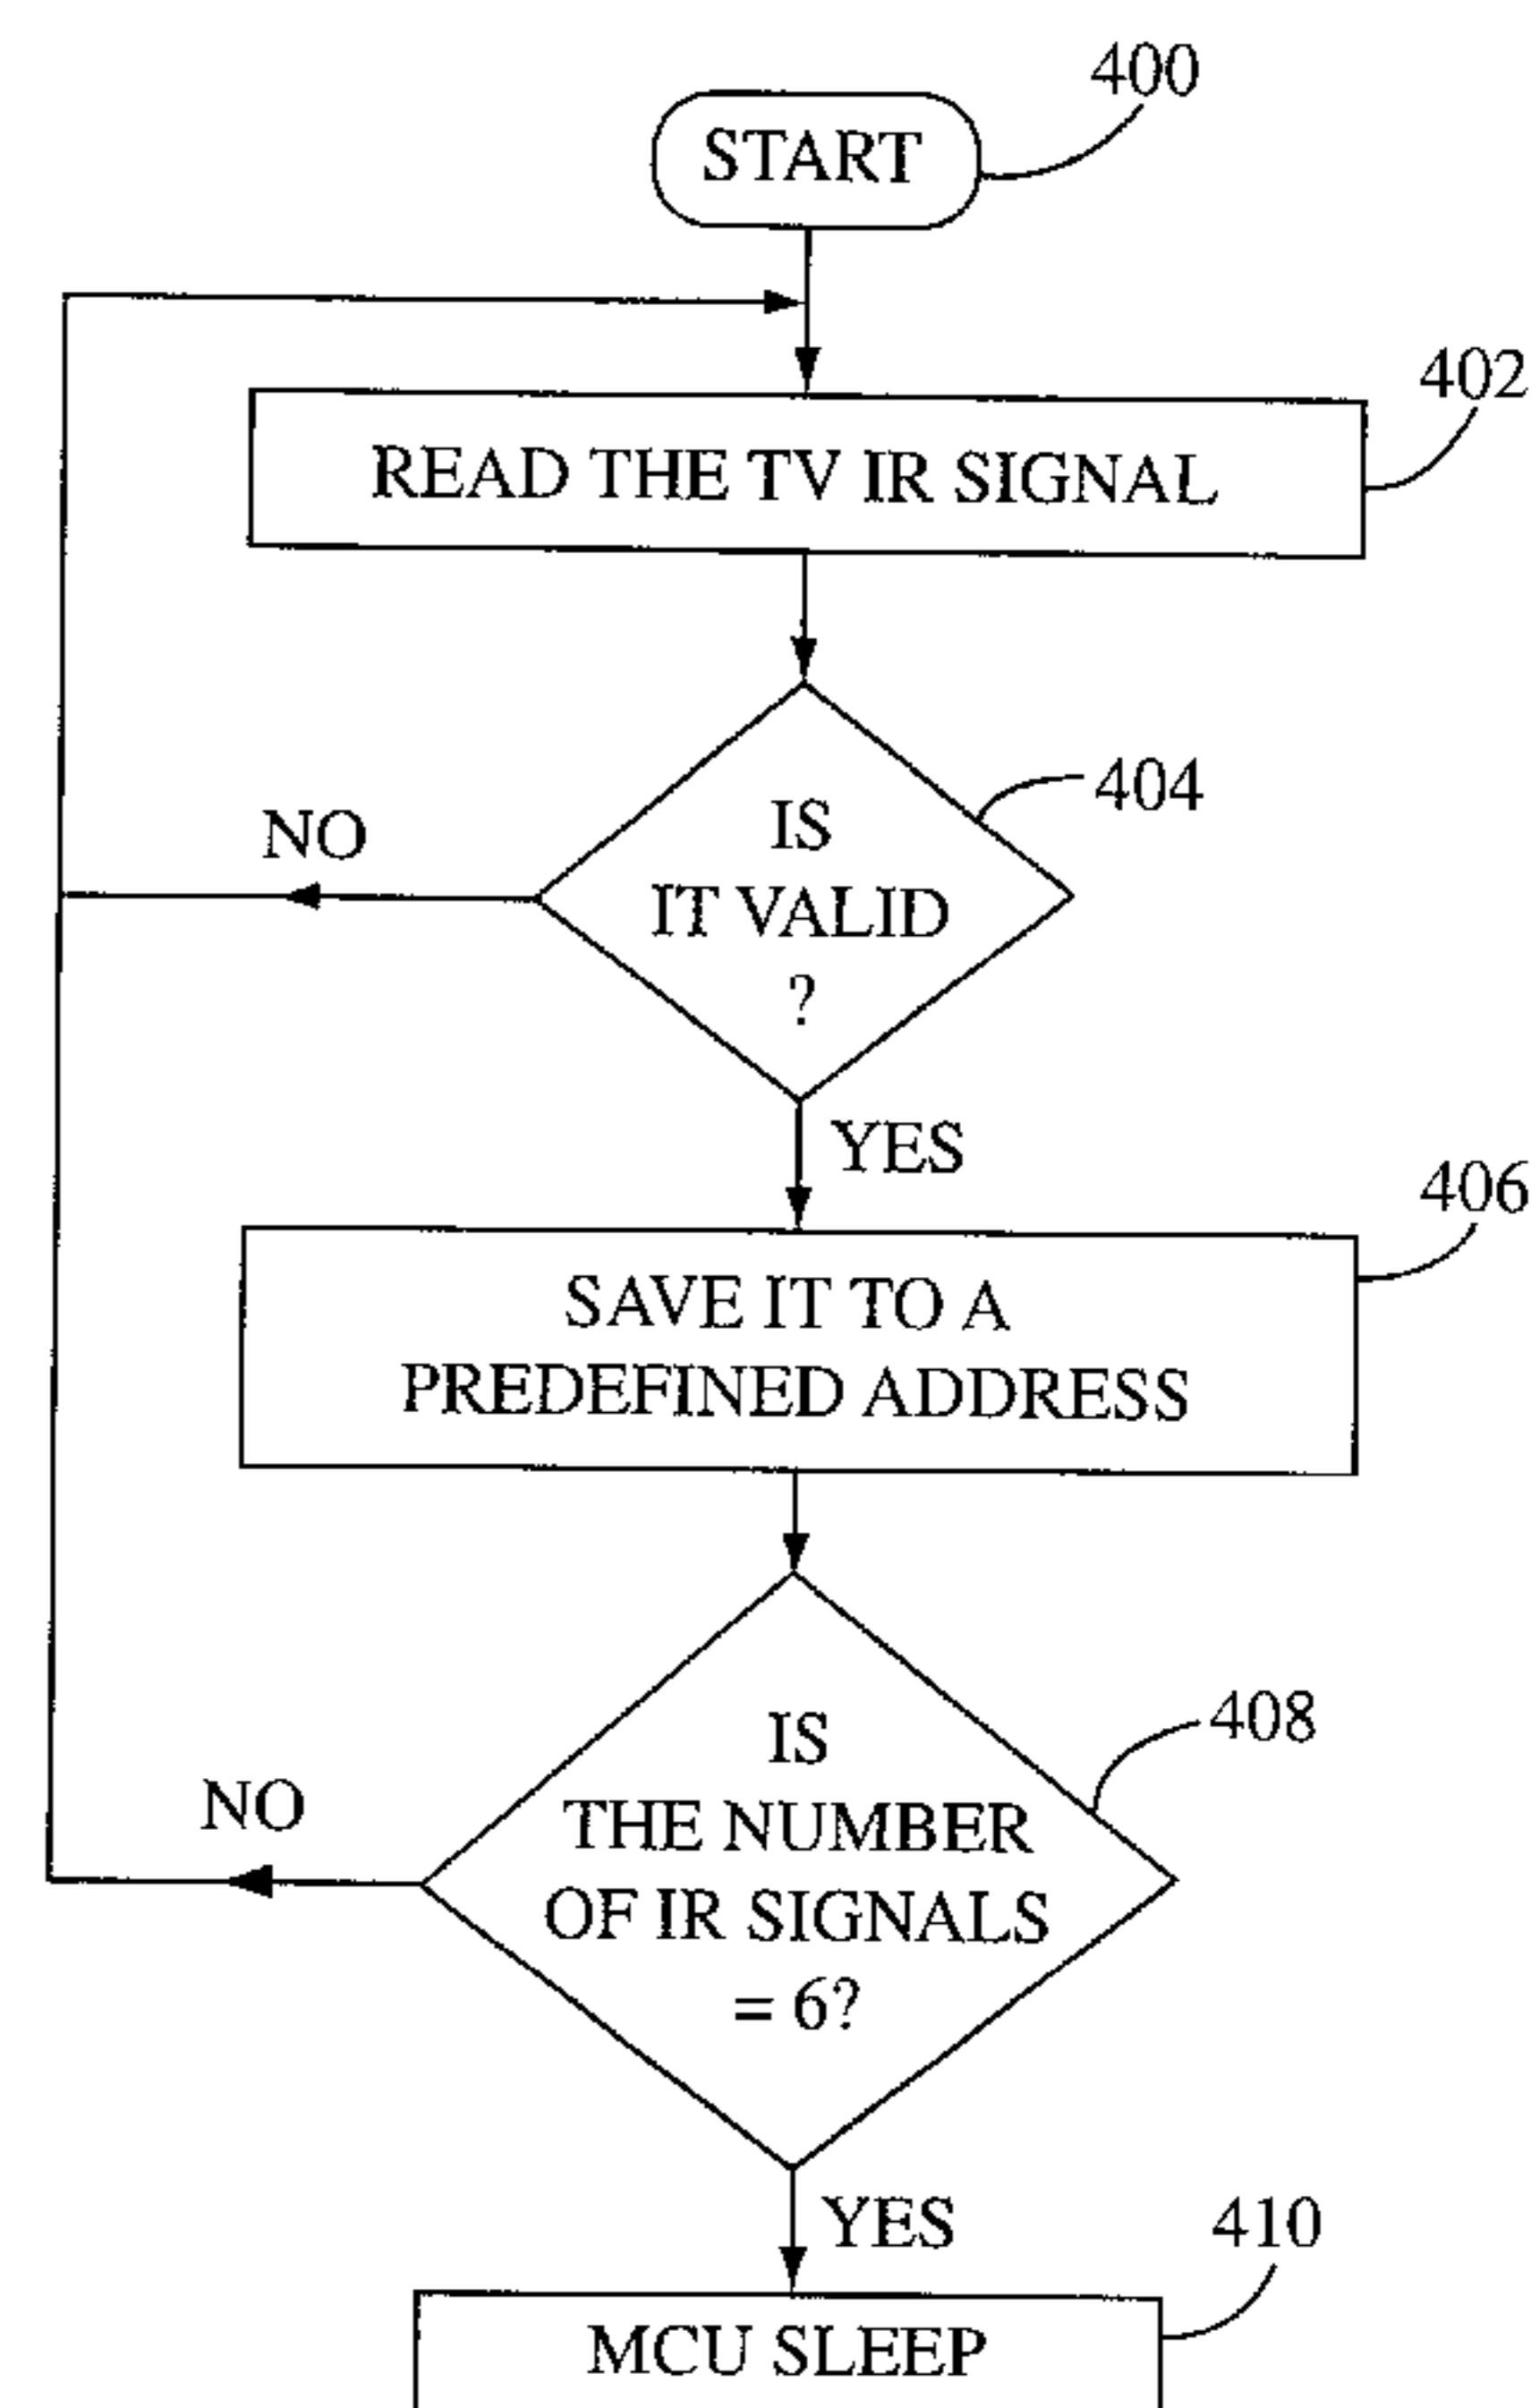 400
START
402
READ THE TV IR SIGNAL
404
IS
IT VALID
?
NO
YES
406
SAVE IT TO A
PREDEFINED ADDRESS
408
IS
THE NUMBER
OF IR SIGNALS
= 6?
NO
YES
410
MCU SLEEP